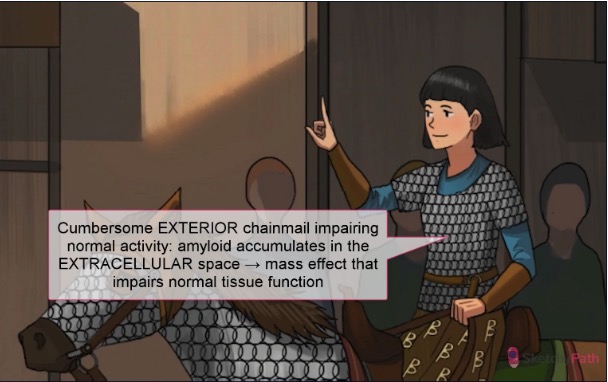 Cumbersome EXTERIOR chainmail impairing
normal activity: amyloid accumulates in the
EXTRACELLULAR space → mass effect that
impairs normal tissue function
β β β β β β β
SketchyPath